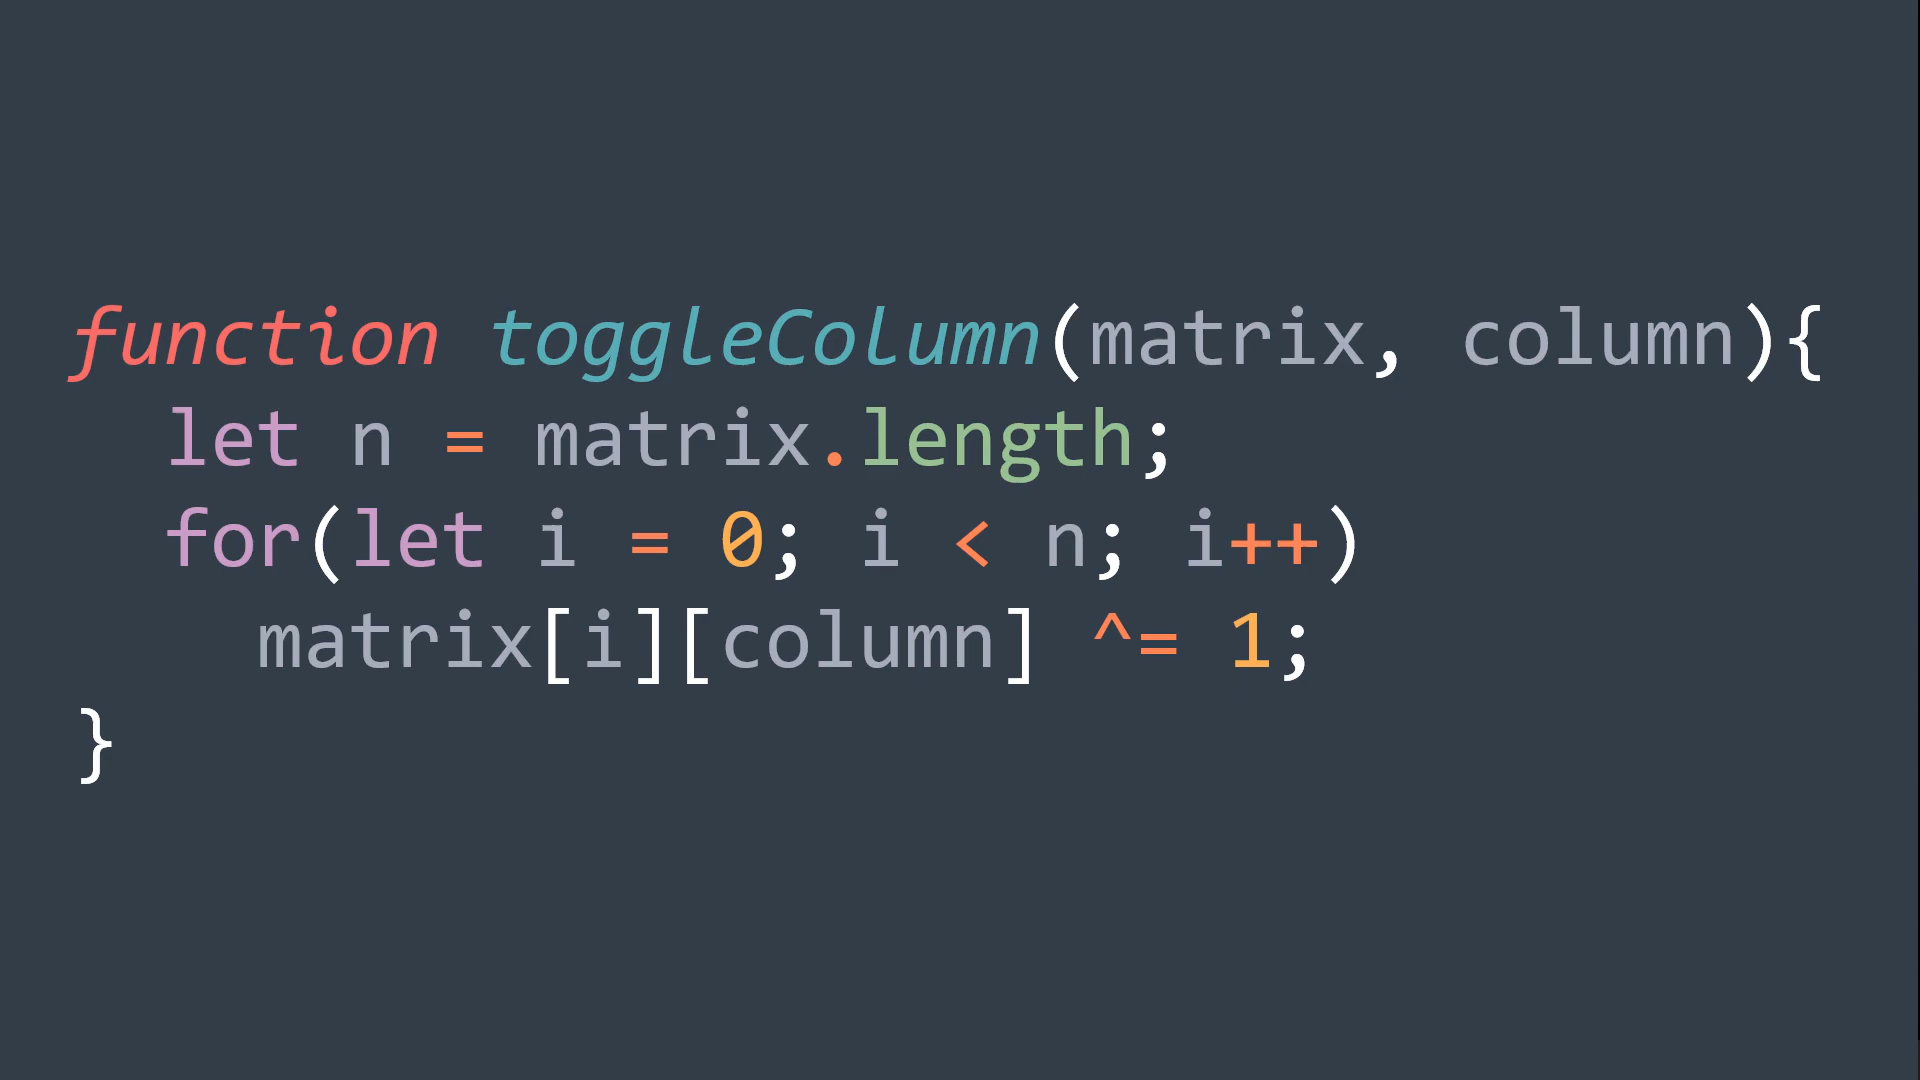 function toggleColumn(matrix, column){
  let n = matrix.length;
  for(let i = 0; i < n; i++)
    matrix[i][column] ^= 1;
}